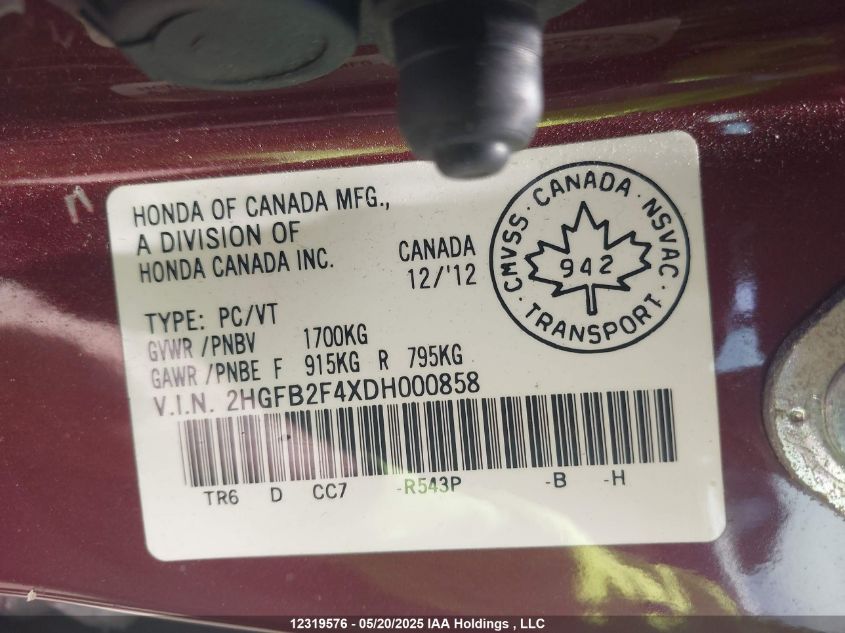 HONDA OF CANADA MFG.,
A DIVISION OF
HONDA CANADA INC.
CANADA
12/'12
CMVSS · CANADA · NSVAC · TRANSPORT ·
942
TYPE: PC/VT
GVWR/PNBV 1700KG
GAWR/PNBE F 915KG R 795KG
V.I.N. 2HGFB2F4XDH000858
TR6 D CC7 -R543P -B -H
12319576 - 05/20/2025 IAA Holdings , LLC